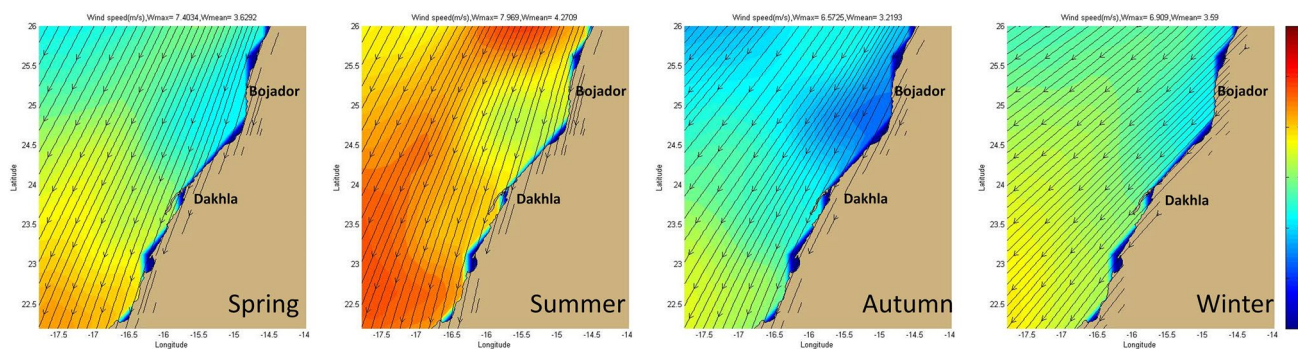 Wind speed(m/s),Wmax= 7.4034,Wmean= 3.6292
26
25.5
25
24.5
24
23.5
23
22.5
Latitude
Bojador
Dakhla
Spring
-17.5 -17 -16.5 -16 -15.5 -15 -14.5 -14
Longitude
Wind speed(m/s),Wmax= 7.969,Wmean= 4.2709
26
25.5
25
24.5
24
23.5
23
22.5
Latitude
Bojador
Dakhla
Summer
-17.5 -17 -16.5 -16 -15.5 -15 -14.5 -14
Longitude
Wind speed(m/s),Wmax= 6.5725,Wmean= 3.2193
26
25.5
25
24.5
24
23.5
23
22.5
Latitude
Bojador
Dakhla
Autumn
-17.5 -17 -16.5 -16 -15.5 -15 -14.5 -14
Longitude
Wind speed(m/s),Wmax= 6.909,Wmean= 3.59
26
25.5
25
24.5
24
23.5
23
22.5
Latitude
Bojador
Dakhla
Winter
-17.5 -17 -16.5 -16 -15.5 -15 -14.5 -14
Longitude